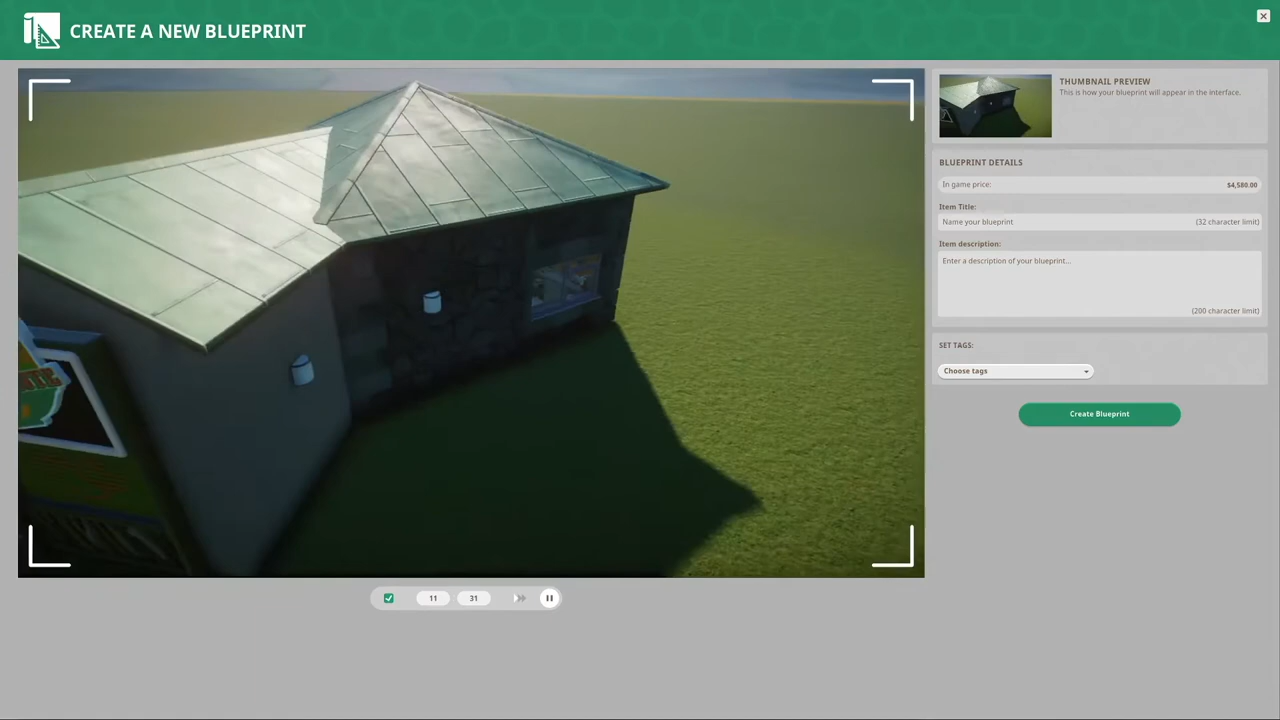 CREATE A NEW BLUEPRINT
THUMBNAIL PREVIEW
This is how your blueprint will appear in the interface.
BLUEPRINT DETAILS
In game price:
$4,580.00
Item Title:
Name your blueprint
(32 character limit)
Item description:
Enter a description of your blueprint...
(200 character limit)
SET TAGS:
Choose tags
Create Blueprint
11
31